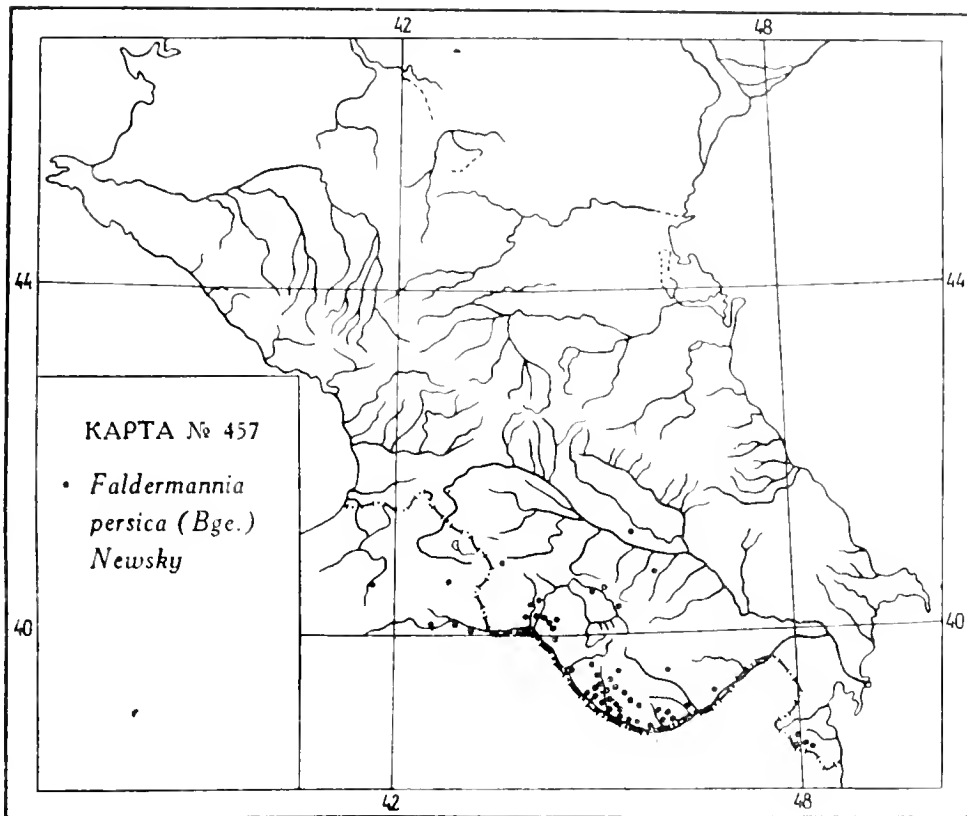 42 48
44 44
КАРТА № 457
Faldermannia
persica (Bge.)
Newsky
40 40
42 48